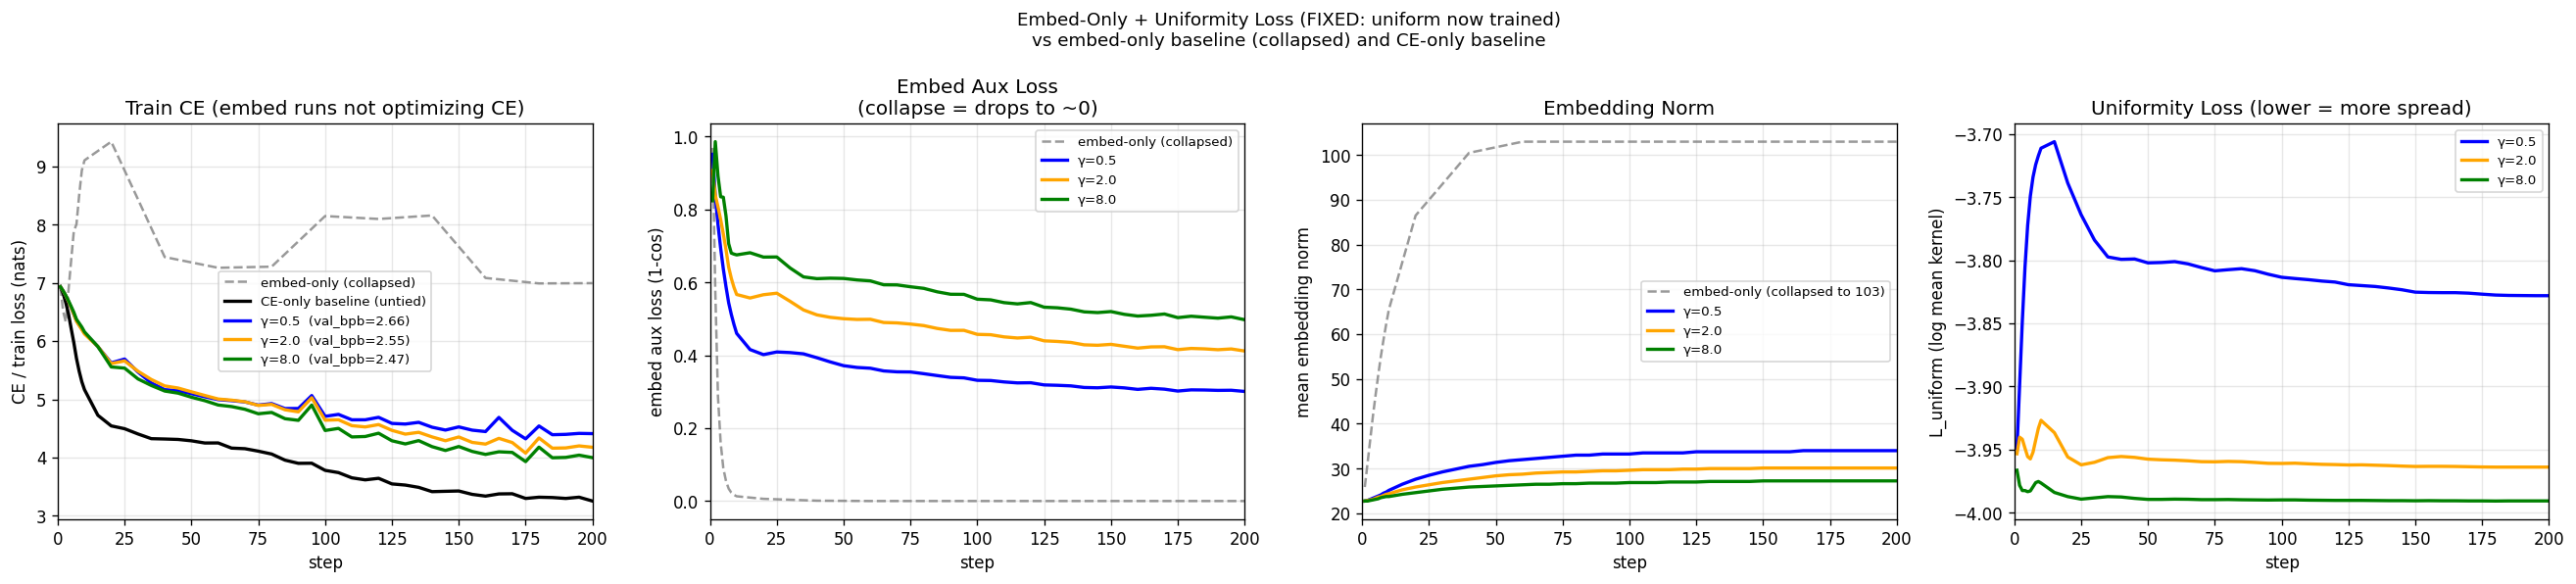 Embed-Only + Uniformity Loss (FIXED: uniform now trained)
vs embed-only baseline (collapsed) and CE-only baseline
Train CE (embed runs not optimizing CE)
CE / train loss (nats)
9
8
7
6
5
4
3
embed-only (collapsed)
CE-only baseline (untied)
γ=0.5 (val_bpb=2.66)
γ=2.0 (val_bpb=2.55)
γ=8.0 (val_bpb=2.47)
0 25 50 75 100 125 150 175 200
step
Embed Aux Loss
(collapse = drops to ~0)
embed aux loss (1-cos)
1.0
0.8
0.6
0.4
0.2
0.0
embed-only (collapsed)
γ=0.5
γ=2.0
γ=8.0
0 25 50 75 100 125 150 175 200
step
Embedding Norm
mean embedding norm
100
90
80
70
60
50
40
30
20
embed-only (collapsed to 103)
γ=0.5
γ=2.0
γ=8.0
0 25 50 75 100 125 150 175 200
step
Uniformity Loss (lower = more spread)
L_uniform (log mean kernel)
−3.70
−3.75
−3.80
−3.85
−3.90
−3.95
−4.00
γ=0.5
γ=2.0
γ=8.0
0 25 50 75 100 125 150 175 200
step